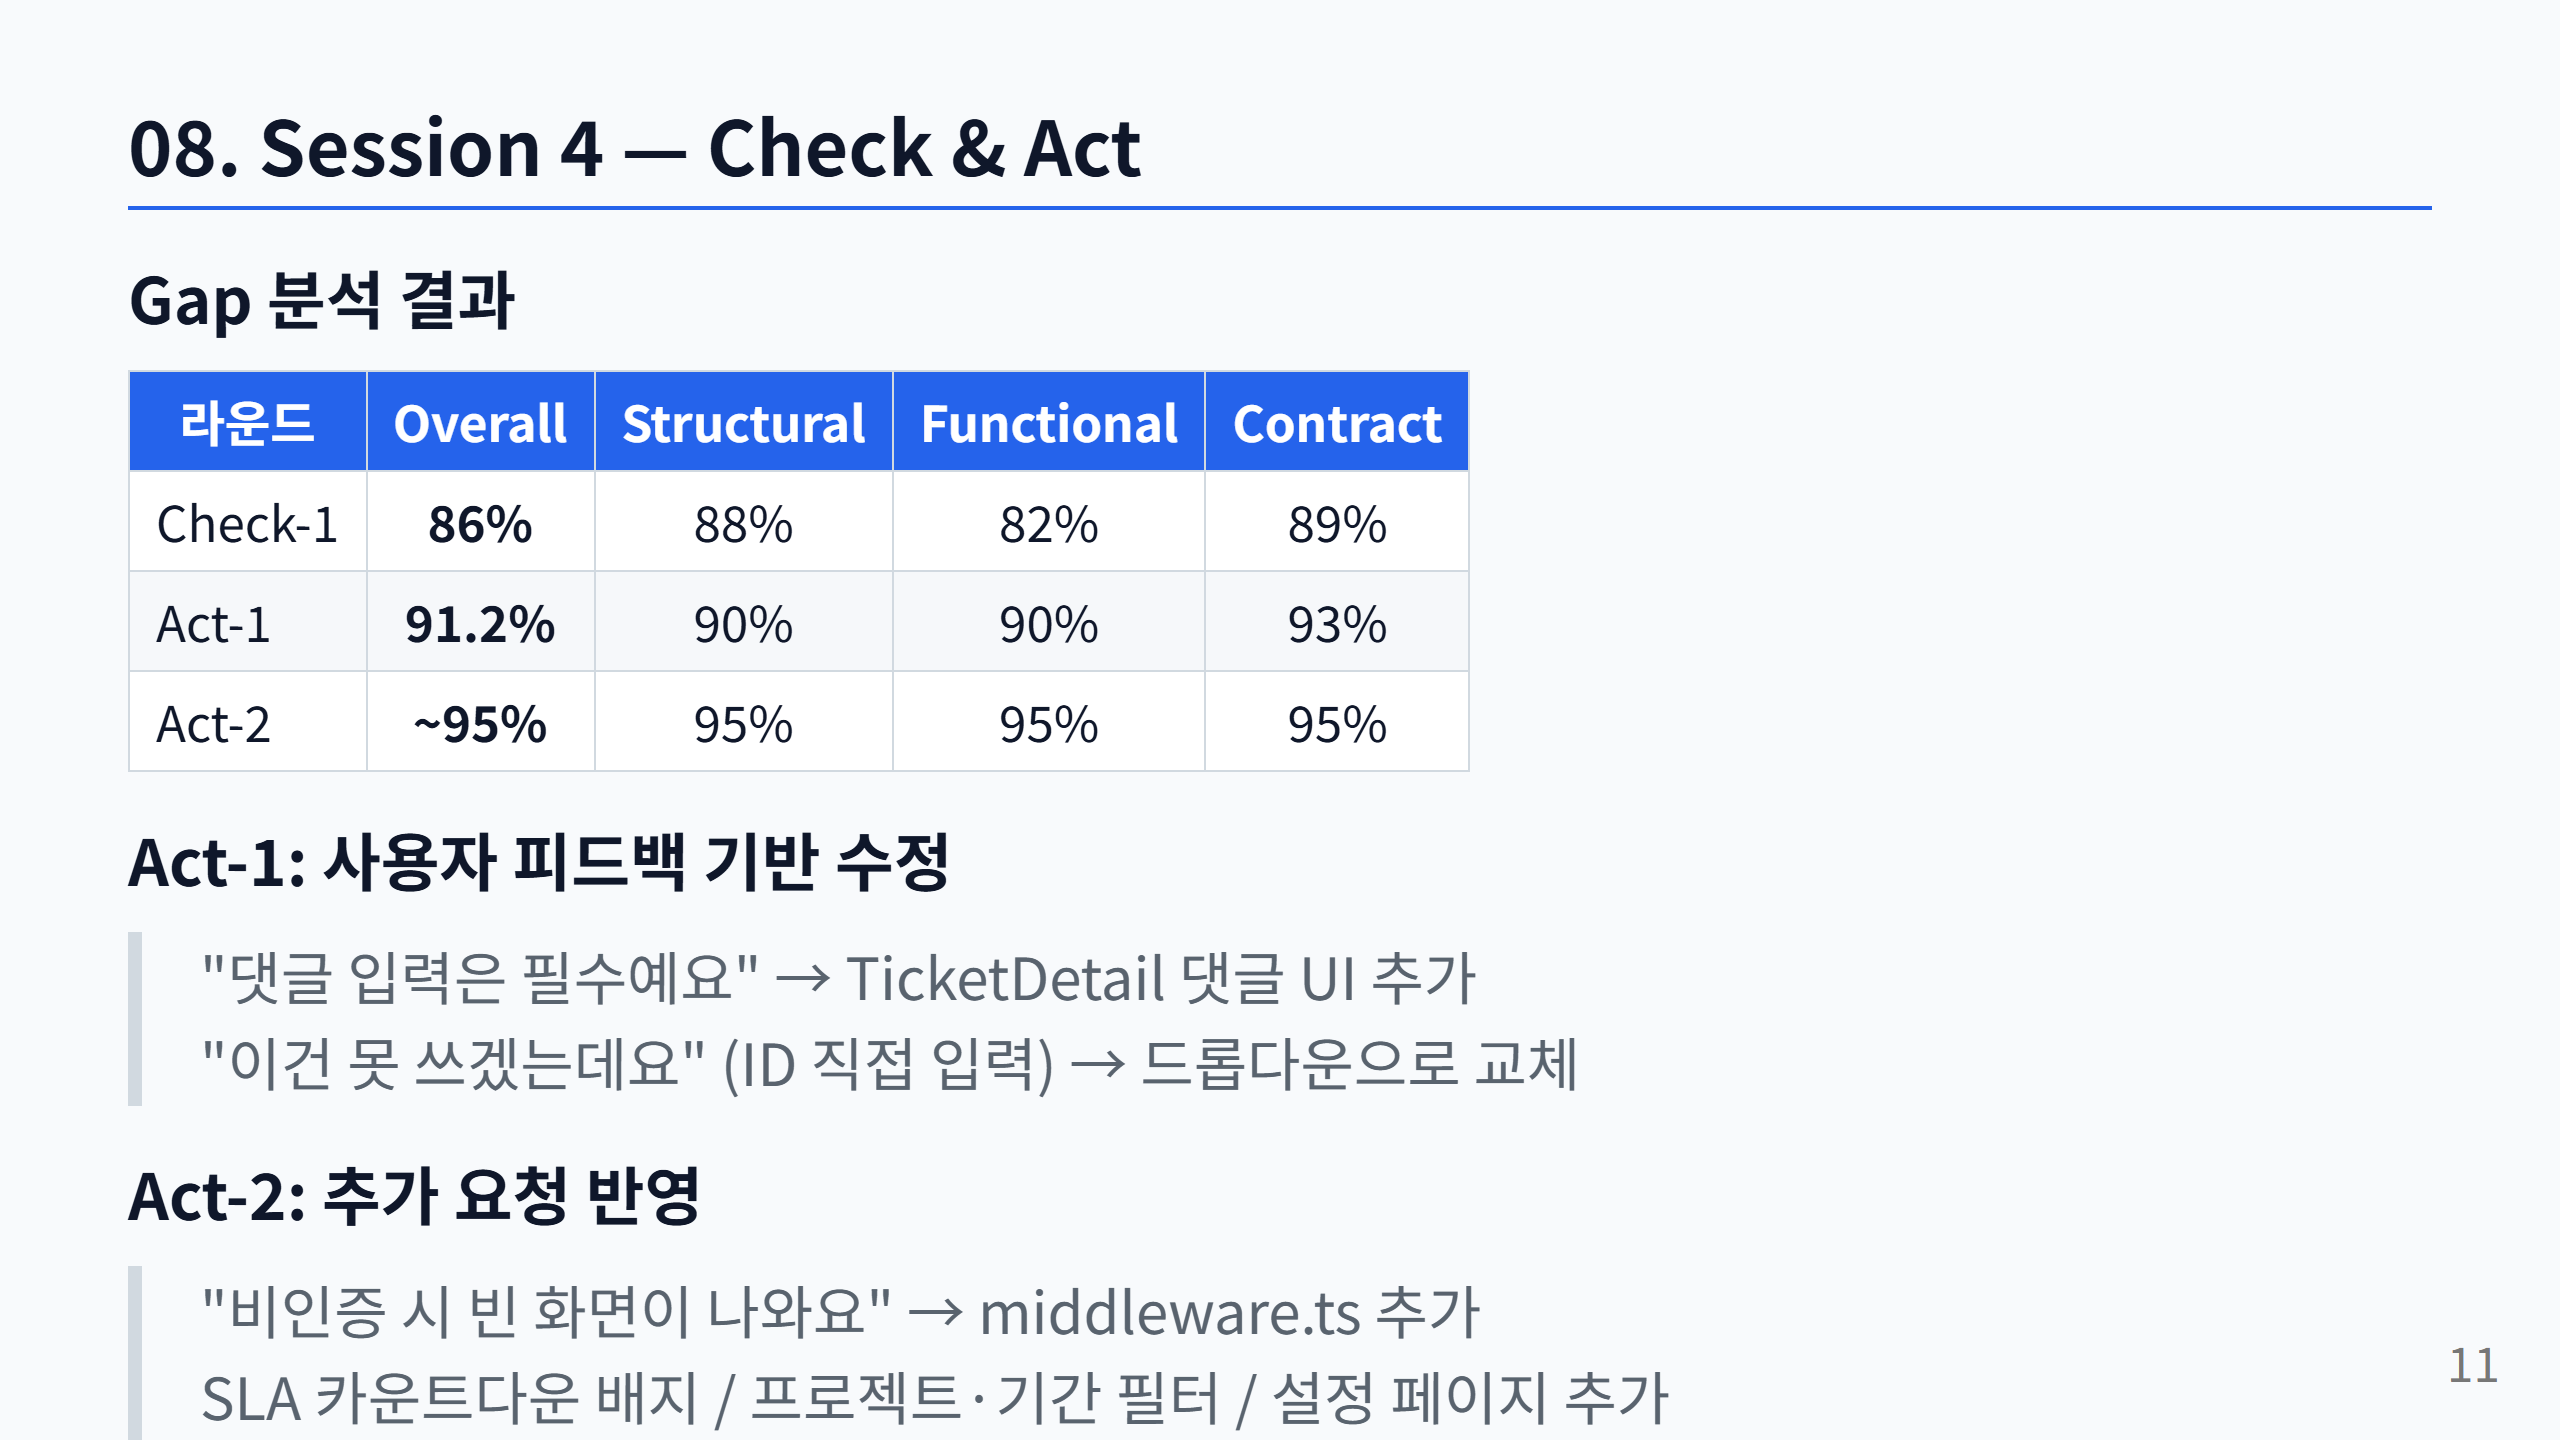 08. Session 4 — Check & Act
Gap 분석 결과
라운드 Overall Structural Functional Contract
Check-1 86% 88% 82% 89%
Act-1 91.2% 90% 90% 93%
Act-2 ~95% 95% 95% 95%
Act-1: 사용자 피드백 기반 수정
"댓글 입력은 필수예요" → TicketDetail 댓글 UI 추가
"이건 못 쓰겠는데요" (ID 직접 입력) → 드롭다운으로 교체
Act-2: 추가 요청 반영
"비인증 시 빈 화면이 나와요" → middleware.ts 추가
SLA 카운트다운 배지 / 프로젝트·기간 필터 / 설정 페이지 추가
11